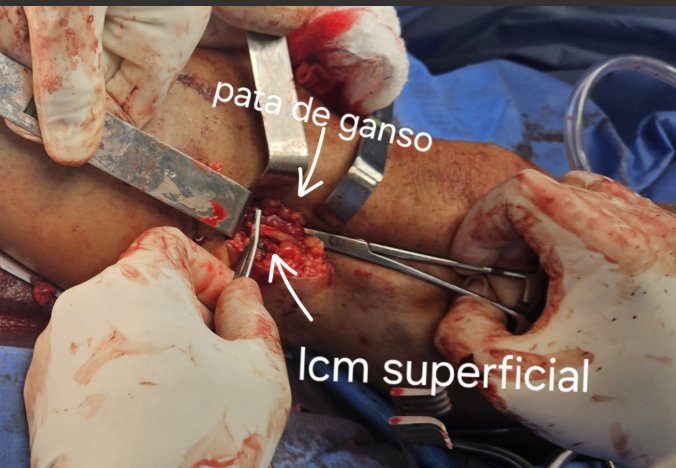 pata de ganso
lcm superficial